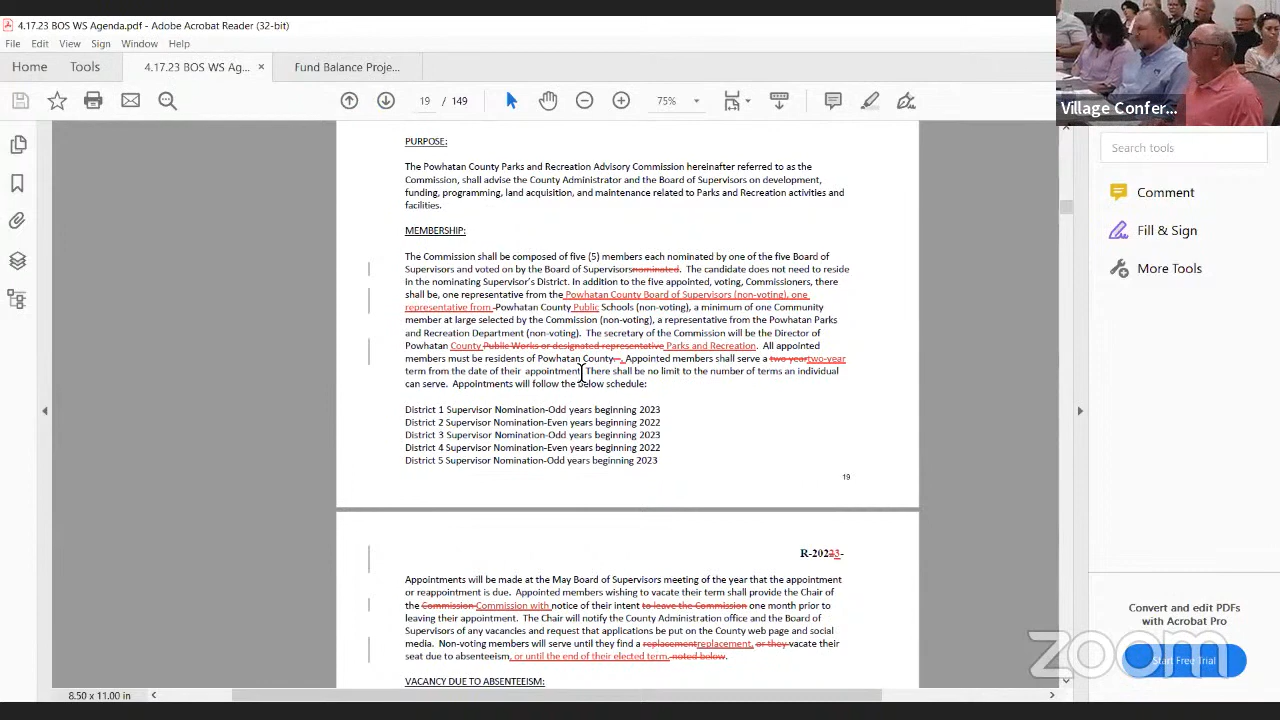 4.17.23 BOS WS Agenda.pdf - Adobe Acrobat Reader (32-bit)
File Edit View Sign Window Help
Home Tools 4.17.23 BOS WS Ag... × Fund Balance Proje...
19 / 149 75%
Village Confer...
Search tools
Comment
Fill & Sign
More Tools
PURPOSE:
The Powhatan County Parks and Recreation Advisory Commission hereinafter referred to as the
Commission, shall advise the County Administrator and the Board of Supervisors on development,
funding, programming, land acquisition, and maintenance related to Parks and Recreation activities and
facilities.
MEMBERSHIP:
The Commission shall be composed of five (5) members each nominated by one of the five Board of
Supervisors and voted on by the Board of Supervisorsnominated. The candidate does not need to reside
in the nominating Supervisor's District. In addition to the five appointed, voting, Commissioners, there
shall be, one representative from the Powhatan County Board of Supervisors (non-voting), one
representative from Powhatan County Public Schools (non-voting), a minimum of one Community
member at large selected by the Commission (non-voting), a representative from the Powhatan Parks
and Recreation Department (non-voting). The secretary of the Commission will be the Director of
Powhatan County Public Works or designated representative Parks and Recreation. All appointed
members must be residents of Powhatan County. Appointed members shall serve a two yeartwo-year
term from the date of their appointment. There shall be no limit to the number of terms an individual
can serve. Appointments will follow the below schedule:
District 1 Supervisor Nomination-Odd years beginning 2023
District 2 Supervisor Nomination-Even years beginning 2022
District 3 Supervisor Nomination-Odd years beginning 2023
District 4 Supervisor Nomination-Even years beginning 2022
District 5 Supervisor Nomination-Odd years beginning 2023
19
R-20223-
Appointments will be made at the May Board of Supervisors meeting of the year that the appointment
or reappointment is due. Appointed members wishing to vacate their term shall provide the Chair of
the Commission Commission with notice of their intent to leave the Commission one month prior to
leaving their appointment. The Chair will notify the County Administration office and the Board of
Supervisors of any vacancies and request that applications be put on the County web page and social
media. Non-voting members will serve until they find a replacementreplacement, or they vacate their
seat due to absenteeism, or until the end of their elected term. noted below.
VACANCY DUE TO ABSENTEEISM:
Convert and edit PDFs
with Acrobat Pro
Start Free Trial
zoom
8.50 x 11.00 in